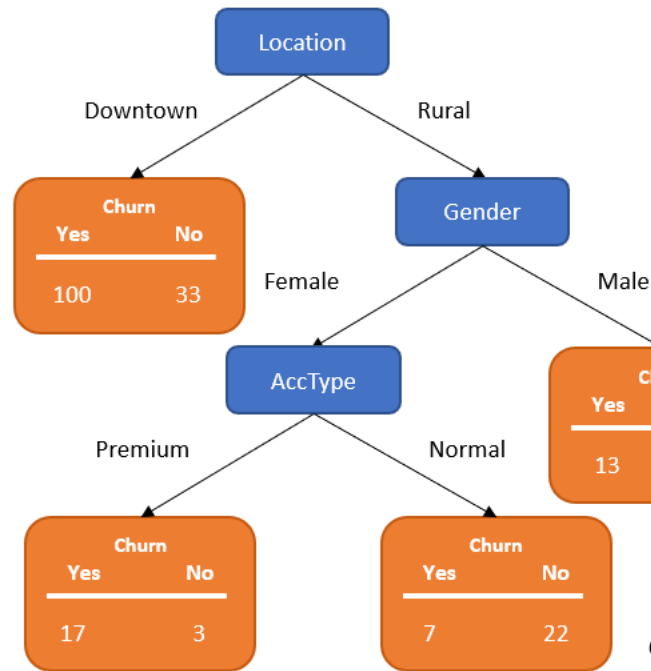 Location
Downtown Rural
Churn
Yes No
100 33
Gender
Female Male
AccType
Yes
13
Premium Normal
Churn
Yes No
17 3
Churn
Yes No
7 22